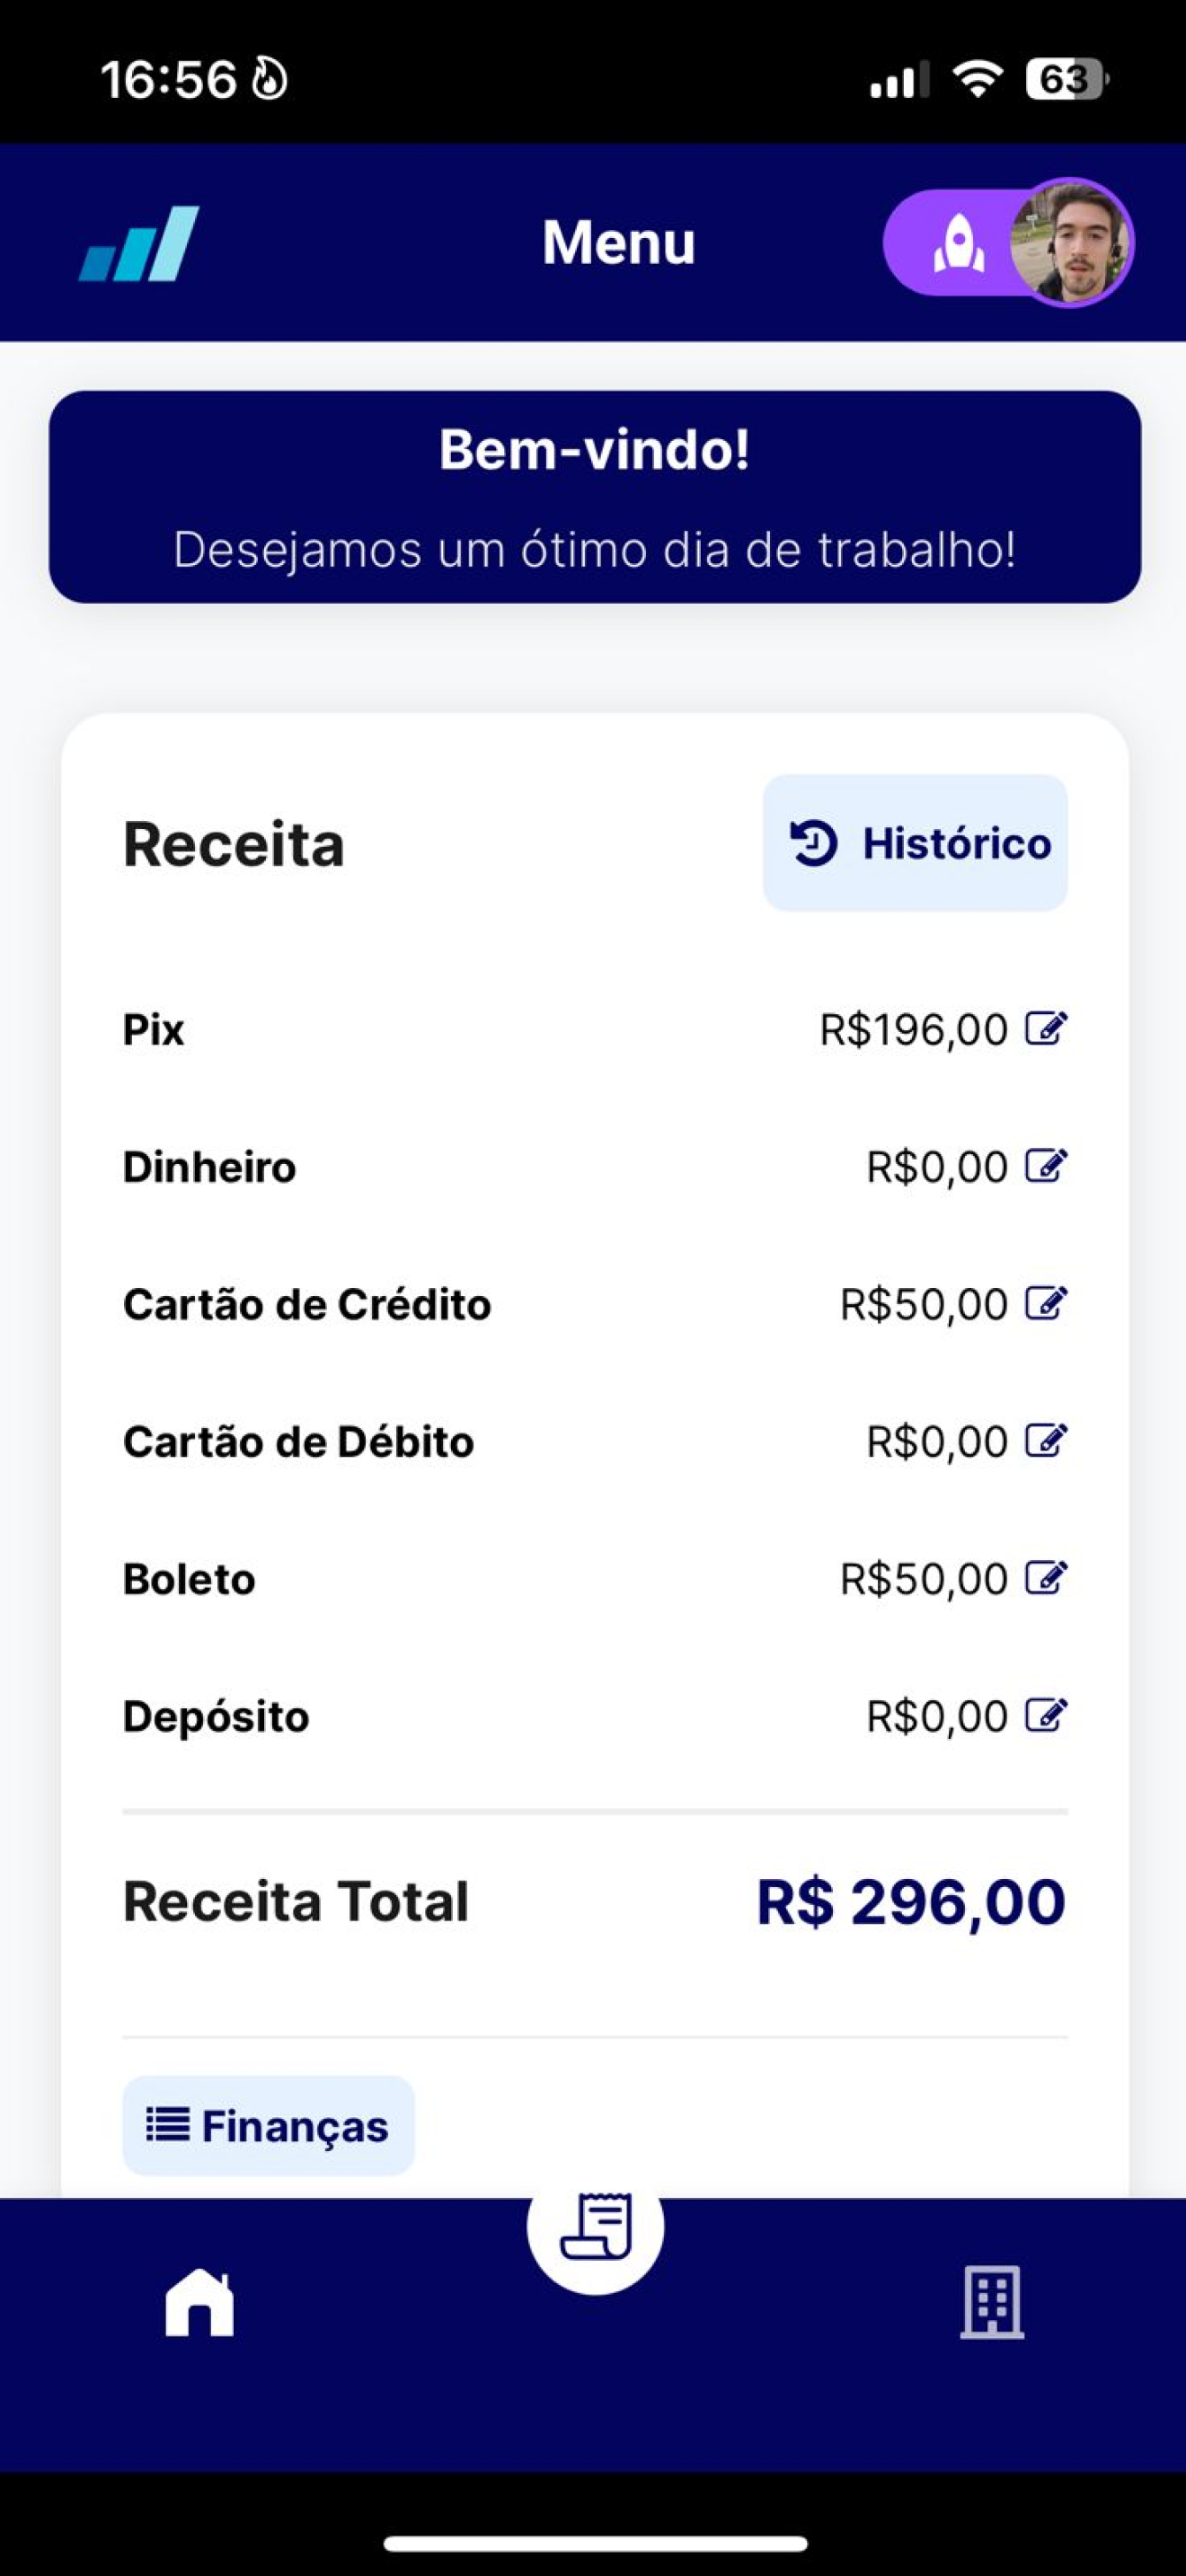 16:56
63
Menu
Bem-vindo!
Desejamos um ótimo dia de trabalho!
Receita
Histórico
Pix R$196,00
Dinheiro R$0,00
Cartão de Crédito R$50,00
Cartão de Débito R$0,00
Boleto R$50,00
Depósito R$0,00
Receita Total R$ 296,00
Finanças